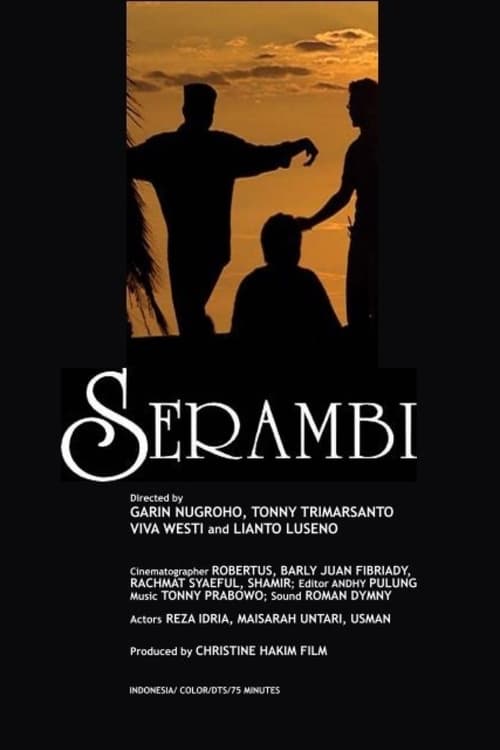 SERAMBI
Directed by
GARIN NUGROHO, TONNY TRIMARSANTO
VIVA WESTI and LIANTO LUSENO
Cinematographer ROBERTUS, BARLY JUAN FIBRIADY,
RACHMAT SYAEFUL, SHAMIR; Editor ANDHY PULUNG
Music TONNY PRABOWO; Sound ROMAN DYMNY
Actors REZA IDRIA, MAISARAH UNTARI, USMAN
Produced by CHRISTINE HAKIM FILM
INDONESIA/ COLOR/DTS/75 MINUTES